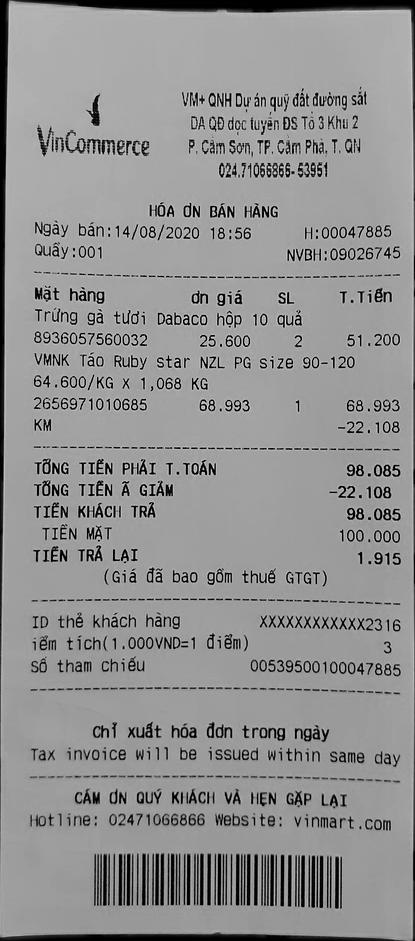 VinCommerce
VM+ QNH Dự án quỹ đất đường sắt
DA QĐ dọc tuyến ĐS Tổ 3 Khu 2
P. Cẩm Sơn, TP. Cẩm Phả, T. QN
024.71066866-53951
HÓA ƠN BÁN HÀNG
Ngày bán:14/08/2020 18:56 H:00047885
Quầy:001 NVBH:09026745
Mặt hàng ơn giá SL T.Tiền
Trứng gà tươi Dabaco hộp 10 quả
8936057560032 25.600 2 51.200
VMNK Táo Ruby star NZL PG size 90-120
64.600/KG X 1,068 KG
2656971010685 68.993 1 68.993
KM -22.108
TỔNG TIỀN PHẢI T.TOÁN 98.085
TỔNG TIỀN Ã GIẢM -22.108
TIỀN KHÁCH TRẢ 98.085
TIỀN MẶT 100.000
TIỀN TRẢ LẠI 1.915
(Giá đã bao gồm thuế GTGT)
ID thẻ khách hàng XXXXXXXXXXXX2316
iểm tích(1.000VND=1 điểm) 3
Số tham chiếu 00539500100047885
Chỉ xuất hóa đơn trong ngày
Tax invoice will be issued within same day
CẢM ƠN QUÝ KHÁCH VÀ HẸN GẶP LẠI
Hotline: 02471066866 Website: vinmart.com